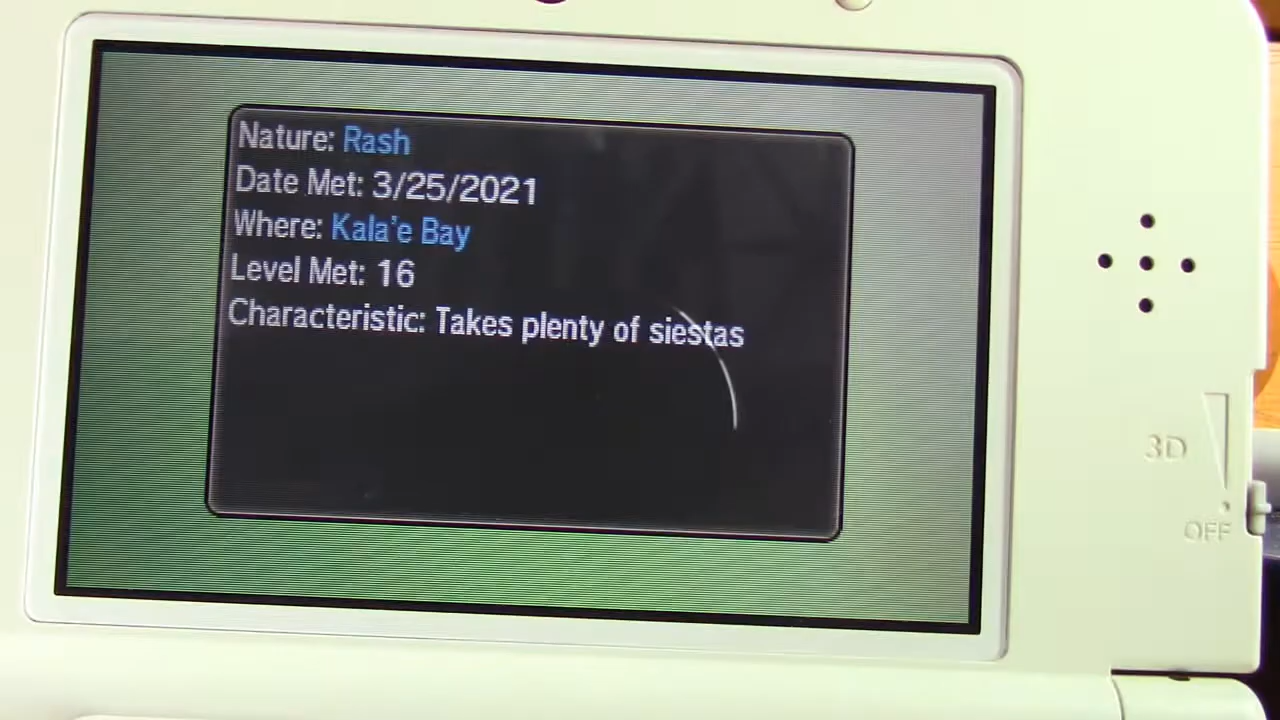 Nature: Rash
Date Met: 3/25/2021
Where: Kala'e Bay
Level Met: 16
Characteristic: Takes plenty of siestas
3D
OFF